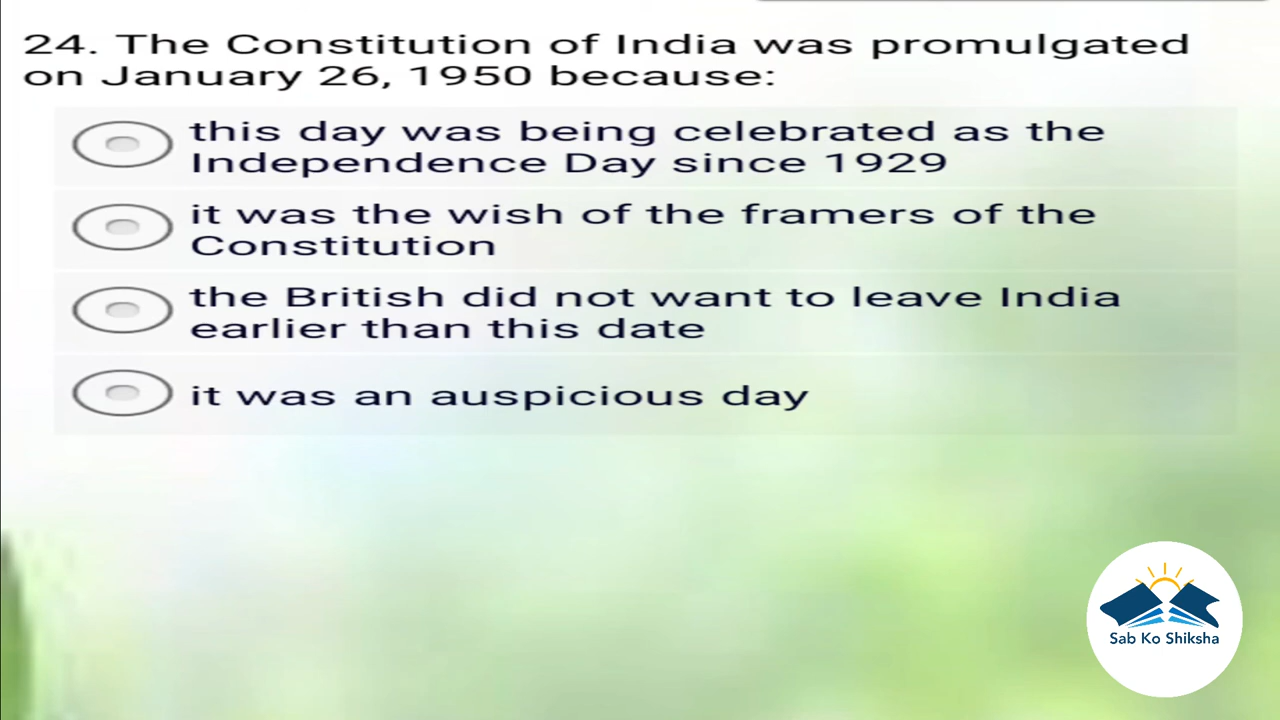 24. The Constitution of India was promulgated
on January 26, 1950 because:
this day was being celebrated as the
Independence Day since 1929
it was the wish of the framers of the
Constitution
the British did not want to leave India
earlier than this date
it was an auspicious day
Sab Ko Shiksha